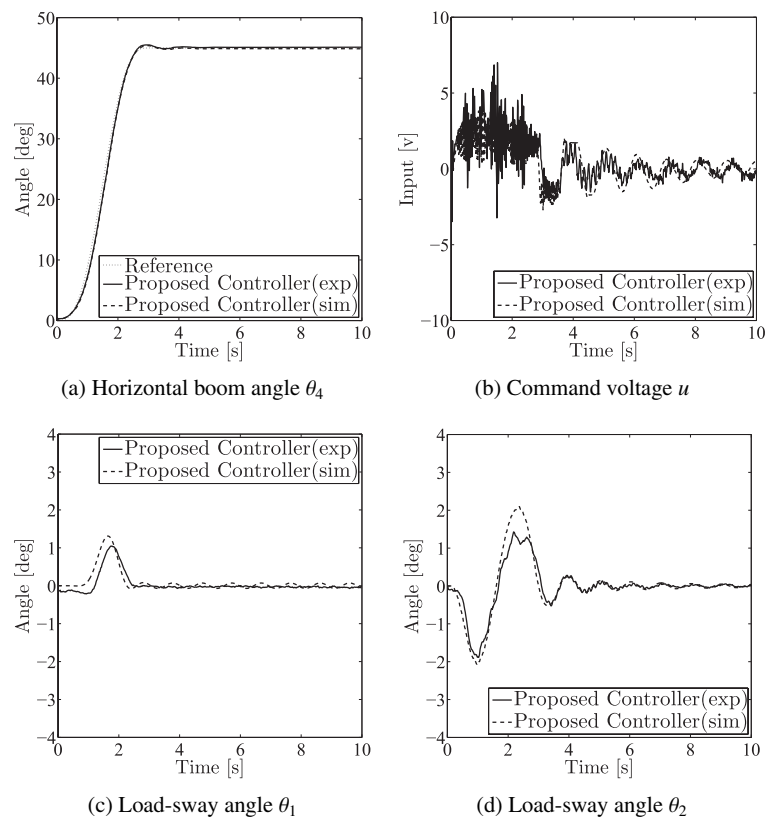 50
40
30
20
10
0
Angle [deg]
Reference
Proposed Controller(exp)
Proposed Controller(sim)
0 2 4 6 8 10
Time [s]
(a) Horizontal boom angle θ4
10
5
0
−5
−10
Input [v]
Proposed Controller(exp)
Proposed Controller(sim)
0 2 4 6 8 10
Time [s]
(b) Command voltage u
4
3
2
1
0
−1
−2
−3
−4
Angle [deg]
Proposed Controller(exp)
Proposed Controller(sim)
0 2 4 6 8 10
Time [s]
(c) Load-sway angle θ1
4
3
2
1
0
−1
−2
−3
−4
Angle [deg]
Proposed Controller(exp)
Proposed Controller(sim)
0 2 4 6 8 10
Time [s]
(d) Load-sway angle θ2